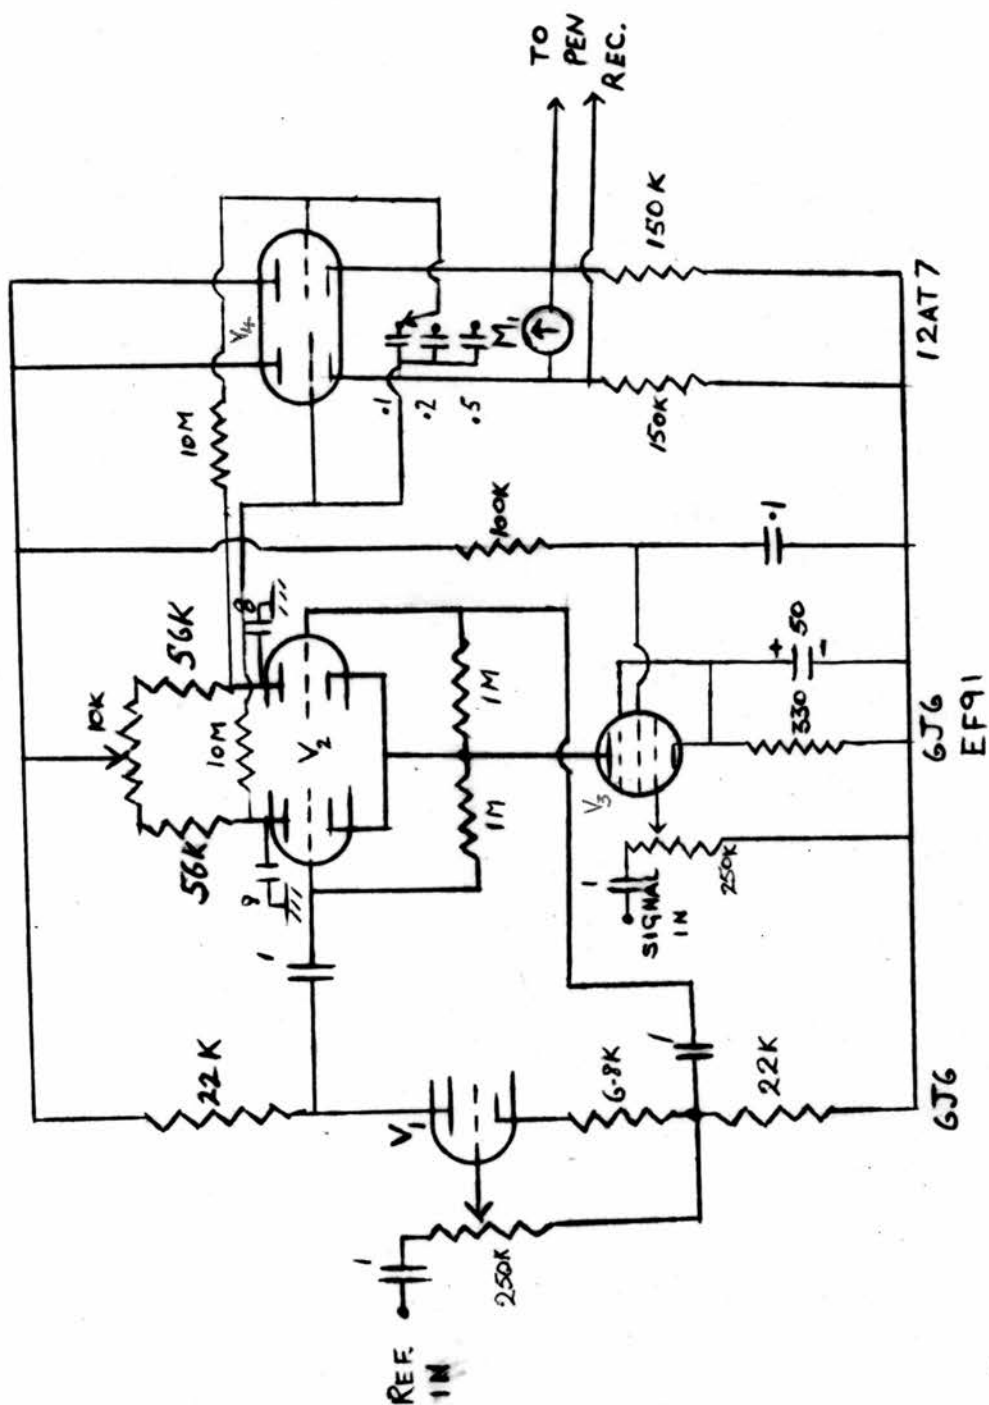 REF.
IN
1
250K
V1
22K
6.8K
22K
1
1
6J6
56K
10K
56K
8
8
10M
V2
1M
1M
SIGNAL
IN
1
250K
V3
330
+
50
-
6J6
EF91
100K
.1
10M
V4
.1
.2
.5
M1
150K
150K
12AT7
TO
PEN
REC.